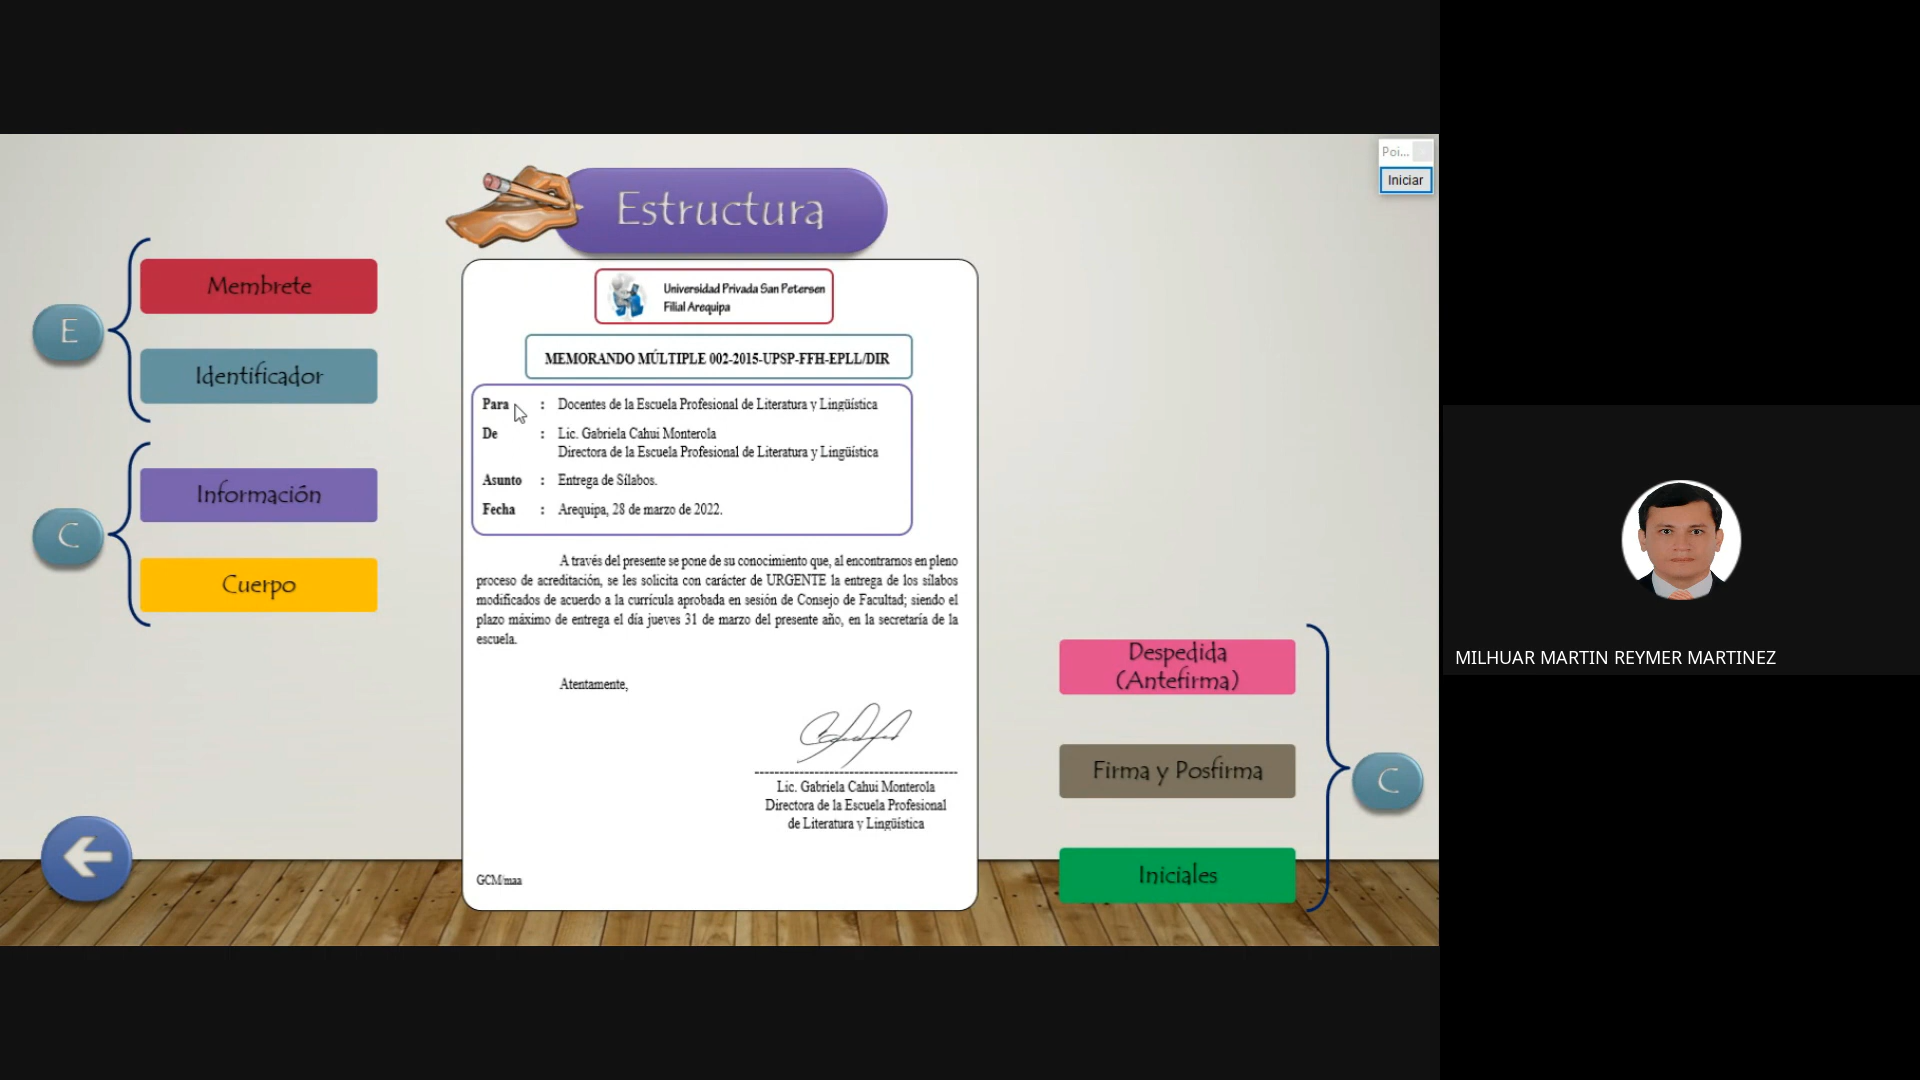 Estructura
Poi...
Iniciar
E
Membrete
Identificador
C
Información
Cuerpo
Universidad Privada San Petersen
Filial Arequipa
MEMORANDO MÚLTIPLE 002-2015-UPSP-FFH-EPLL/DIR
Para : Docentes de la Escuela Profesional de Literatura y Lingüística
De : Lic. Gabriela Cahui Monterola
Directora de la Escuela Profesional de Literatura y Lingüística
Asunto : Entrega de Sílabos.
Fecha : Arequipa, 28 de marzo de 2022.
A través del presente se pone de su conocimiento que, al encontrarnos en pleno
proceso de acreditación, se les solicita con carácter de URGENTE la entrega de los sílabos
modificados de acuerdo a la currícula aprobada en sesión de Consejo de Facultad; siendo el
plazo máximo de entrega el día jueves 31 de marzo del presente año, en la secretaría de la
escuela.
Atentamente,
Lic. Gabriela Cahui Monterola
Directora de la Escuela Profesional
de Literatura y Lingüística
GCM/maa
Despedida
(Antefirma)
Firma y Posfirma
Iniciales
C
MILHUAR MARTIN REYMER MARTINEZ